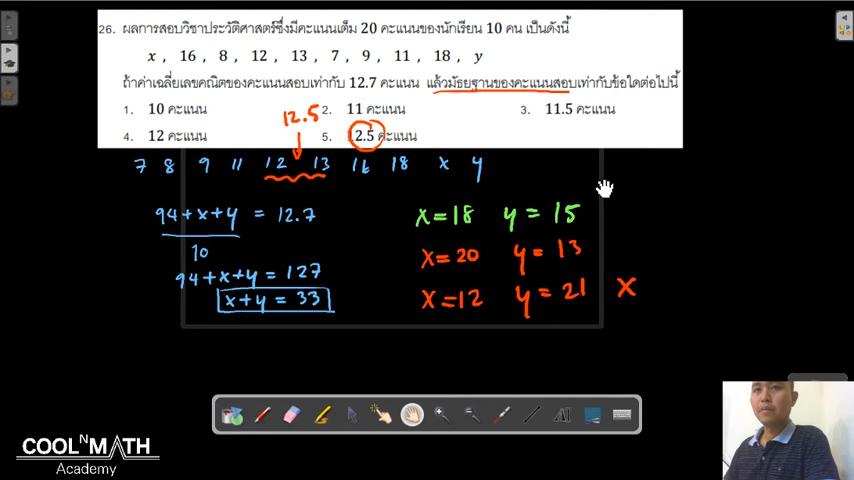 26. ผลการสอบวิชาประวัติศาสตร์ซึ่งมีคะแนนเต็ม 20 คะแนนของนักเรียน 10 คน เป็นดังนี้
x , 16 , 8 , 12 , 13 , 7 , 9 , 11 , 18 , y
ถ้าค่าเฉลี่ยเลขคณิตของคะแนนสอบเท่ากับ 12.7 คะแนน แล้วมัธยฐานของคะแนนสอบเท่ากับข้อใดต่อไปนี้
1. 10 คะแนน 2. 11 คะแนน 3. 11.5 คะแนน
12.5
4. 12 คะแนน 5. 12.5 คะแนน
7 8 9 11 12 13 16 18 x y
94+x+y = 12.7 x=18 y=15
10 x=20 y=13
94+x+y = 127
x+y = 33 x=12 y=21 x
AI
COOLᴺMATH
Academy